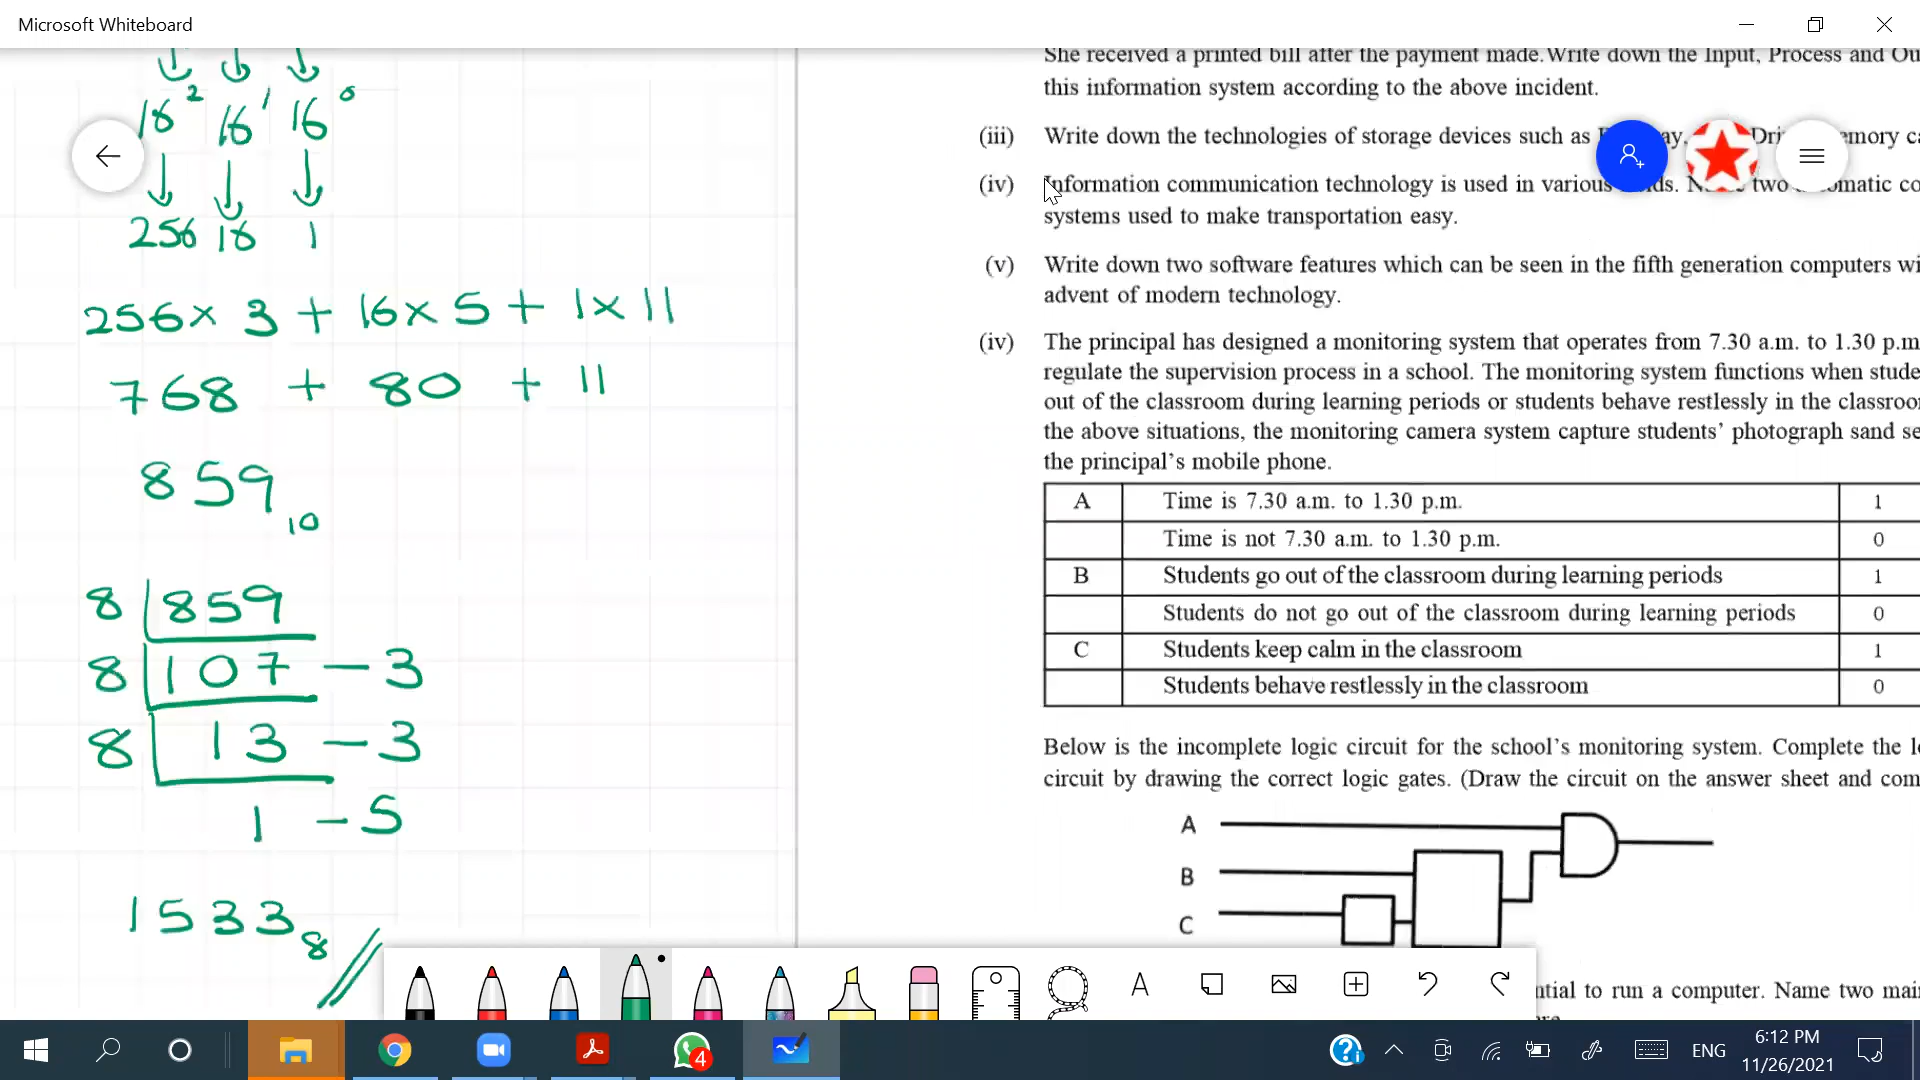 Microsoft Whiteboard
16² 16¹ 16⁰
256 16 1
256 × 3 + 16 × 5 + 1 × 11
768 + 80 + 11
859₁₀
8 859
8 107 – 3
8 13 – 3
1 – 5
1533₈ //
She received a printed bill after the payment made.Write down the Input, Process and Ou
this information system according to the above incident.
(iii) Write down the technologies of storage devices such as
(iv) Information communication technology is used in various two
systems used to make transportation easy.
(v) Write down two software features which can be seen in the fifth generation computers wi
advent of modern technology.
(iv) The principal has designed a monitoring system that operates from 7.30 a.m. to 1.30 p.m
regulate the supervision process in a school. The monitoring system functions when stude
out of the classroom during learning periods or students behave restlessly in the classroo
the above situations, the monitoring camera system capture students' photograph sand se
the principal's mobile phone.
A Time is 7.30 a.m. to 1.30 p.m. 1
Time is not 7.30 a.m. to 1.30 p.m. 0
B Students go out of the classroom during learning periods 1
Students do not go out of the classroom during learning periods 0
C Students keep calm in the classroom 1
Students behave restlessly in the classroom 0
Below is the incomplete logic circuit for the school's monitoring system. Complete the l
circuit by drawing the correct logic gates. (Draw the circuit on the answer sheet and com
A
B
C
ntial to run a computer. Name two mai
A
4
ENG
6:12 PM
11/26/2021